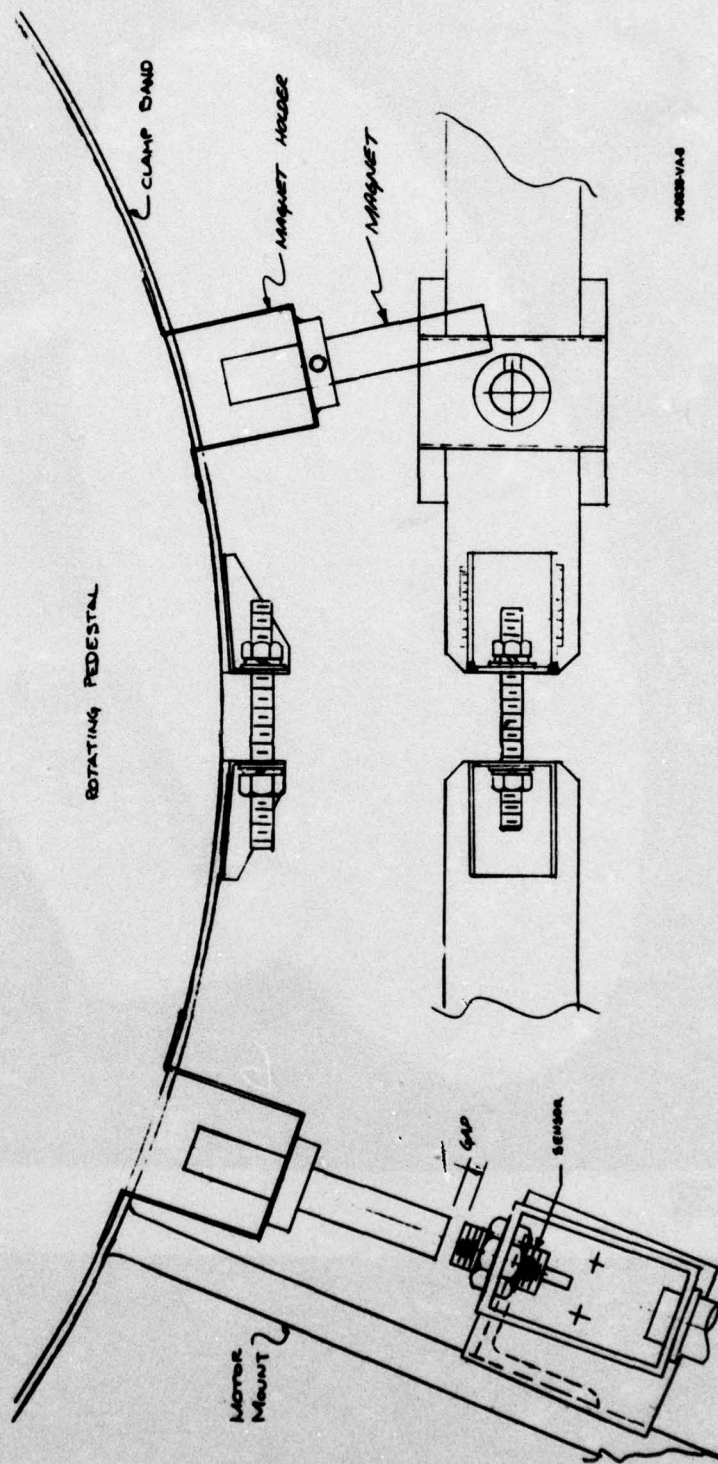 CLAMP BAND
MAGNET HOLDER
MAGNET
ROTATING PEDESTAL
GAP
SENSOR
MOTOR
MOUNT